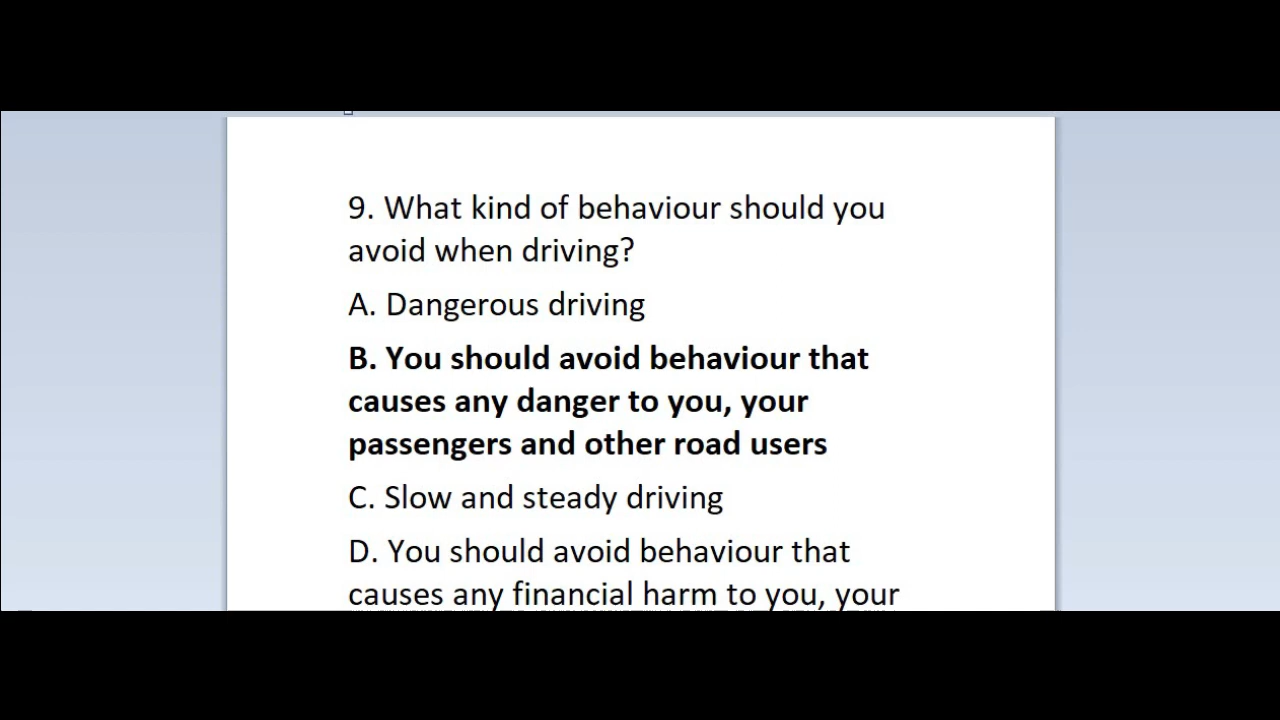 9. What kind of behaviour should you
avoid when driving?
A. Dangerous driving
B. You should avoid behaviour that
causes any danger to you, your
passengers and other road users
C. Slow and steady driving
D. You should avoid behaviour that
causes any financial harm to you, your